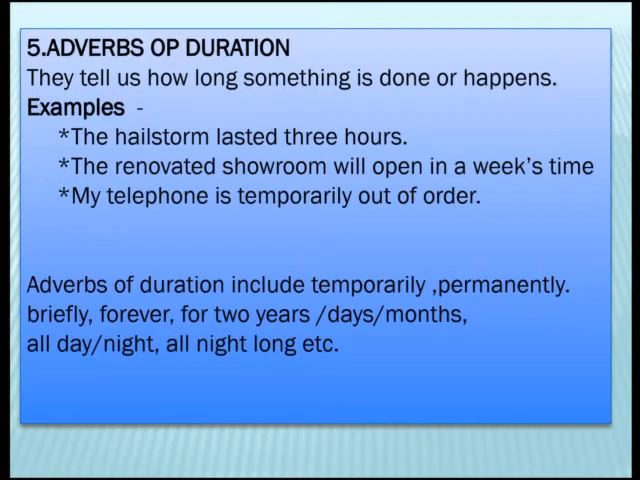 5.ADVERBS OP DURATION
They tell us how long something is done or happens.
Examples -
*The hailstorm lasted three hours.
*The renovated showroom will open in a week's time
*My telephone is temporarily out of order.
Adverbs of duration include temporarily ,permanently.
briefly, forever, for two years /days/months,
all day/night, all night long etc.